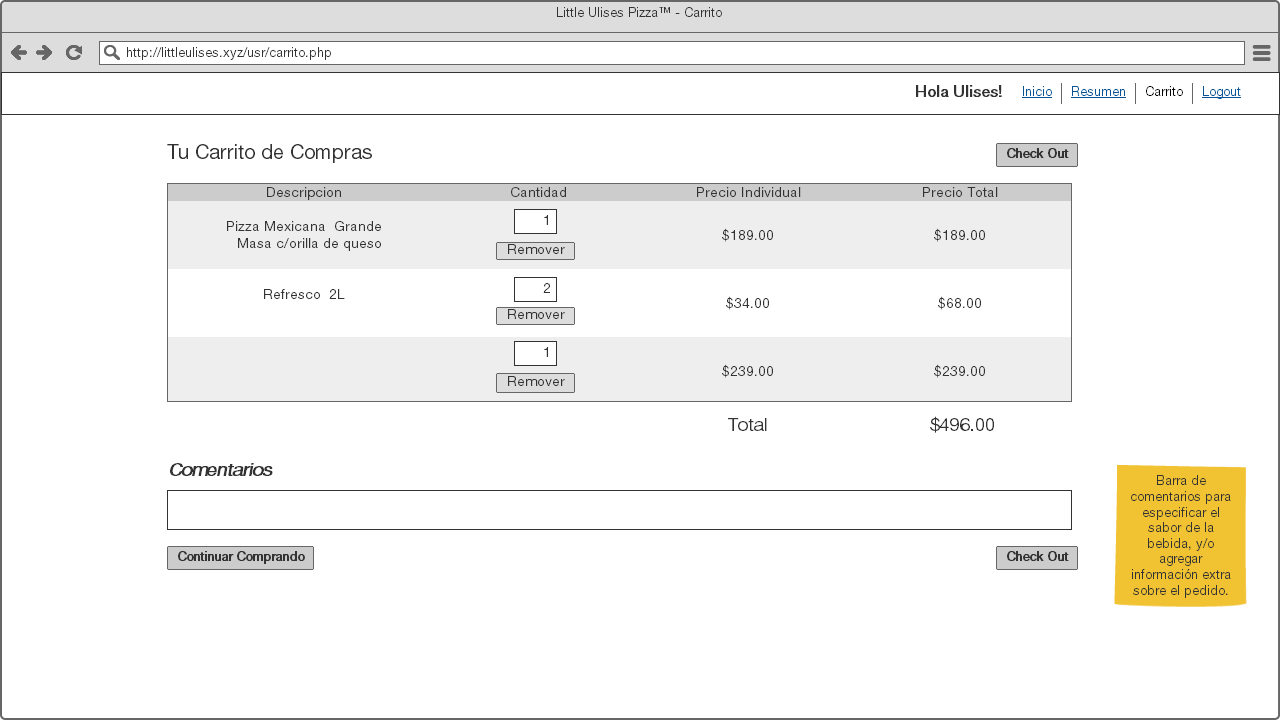 Little Ulises Pizza™ - Carrito
http://littleulises.xyz/usr/carrito.php
Hola Ulises! Inicio Resumen Carrito Logout
Tu Carrito de Compras
Check Out
Descripcion Cantidad Precio Individual Precio Total
Pizza Mexicana Grande
Masa c/orilla de queso
1
Remover
$189.00 $189.00
Refresco 2L
2
Remover
$34.00 $68.00
1
Remover
$239.00 $239.00
Total $496.00
Comentarios
Continuar Comprando
Check Out
Barra de
comentarios para
especificar el
sabor de la
bebida, y/o
agregar
información extra
sobre el pedido.